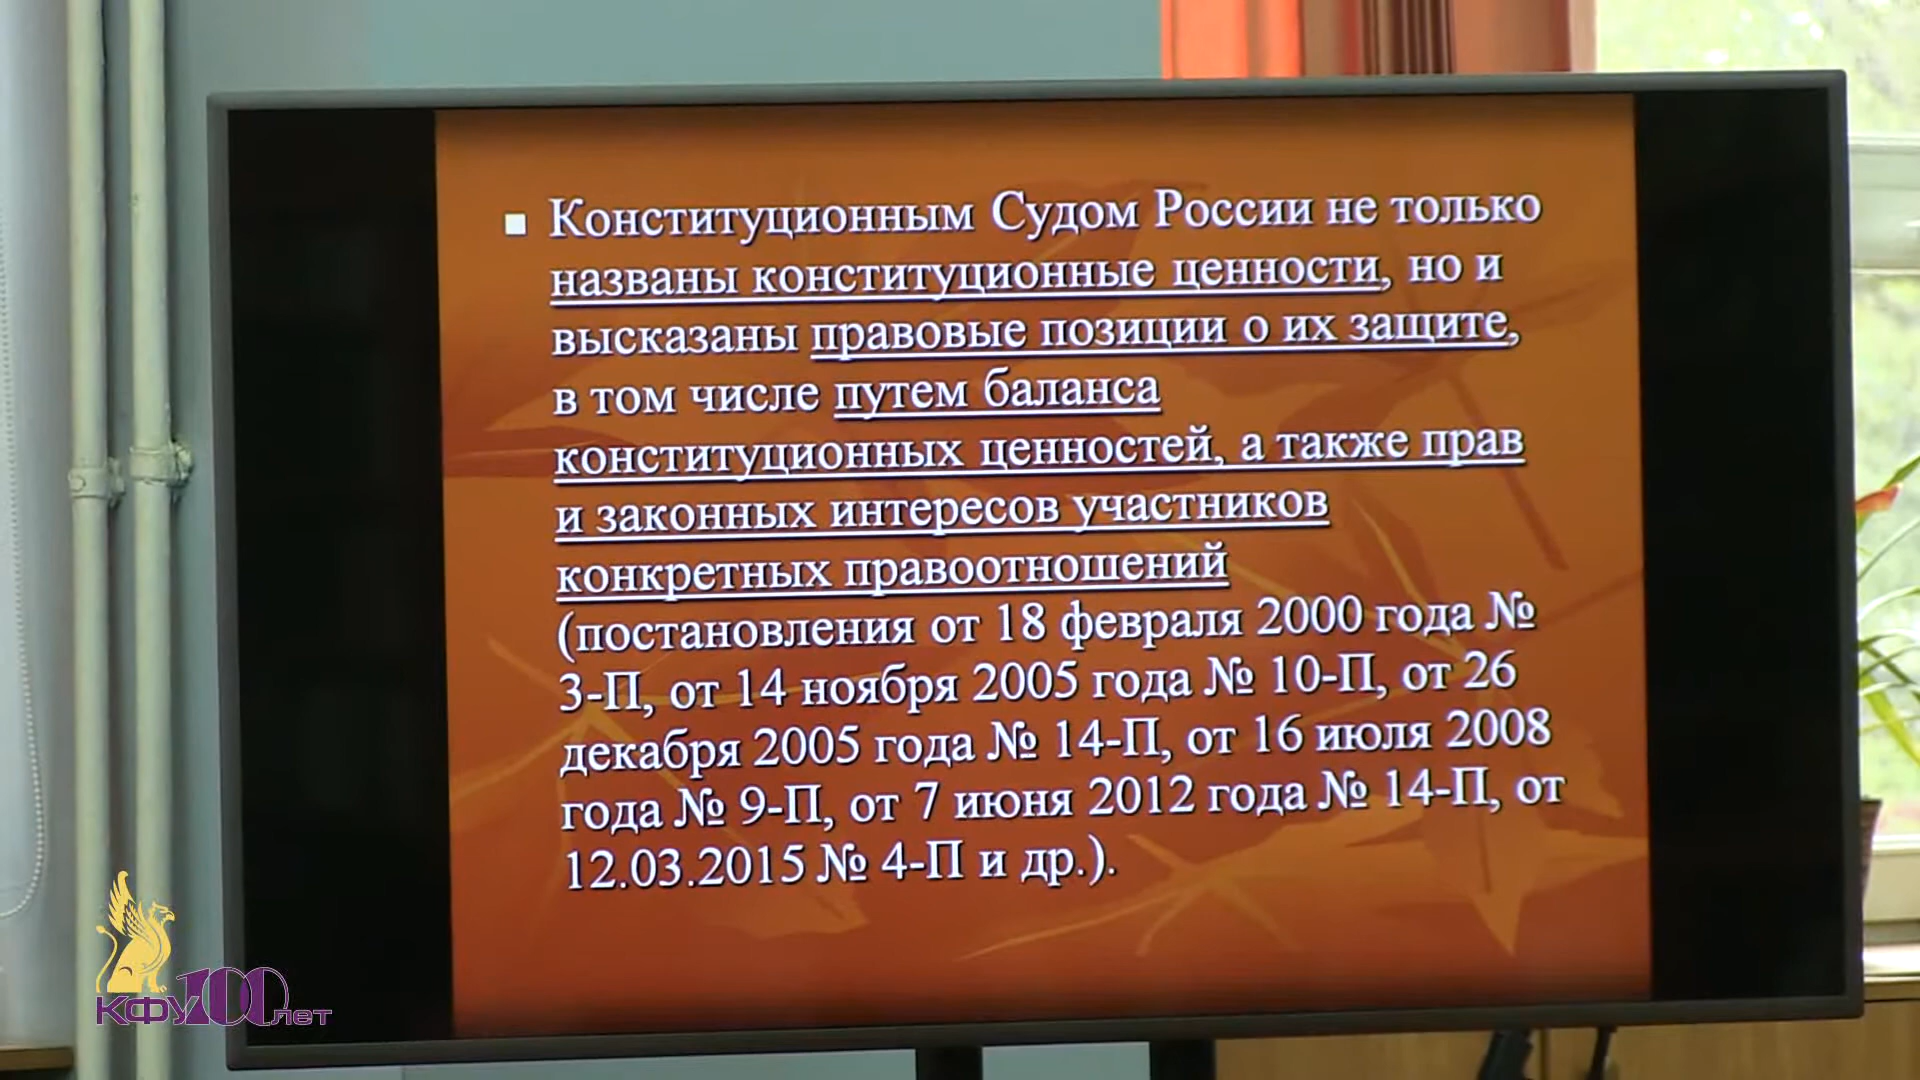 ▪ Конституционным Судом России не только
названы конституционные ценности, но и
высказаны правовые позиции о их защите,
в том числе путем баланса
конституционных ценностей, а также прав
и законных интересов участников
конкретных правоотношений
(постановления от 18 февраля 2000 года №
3-П, от 14 ноября 2005 года № 10-П, от 26
декабря 2005 года № 14-П, от 16 июля 2008
года № 9-П, от 7 июня 2012 года № 14-П, от
12.03.2015 № 4-П и др.).
КФУ100лет